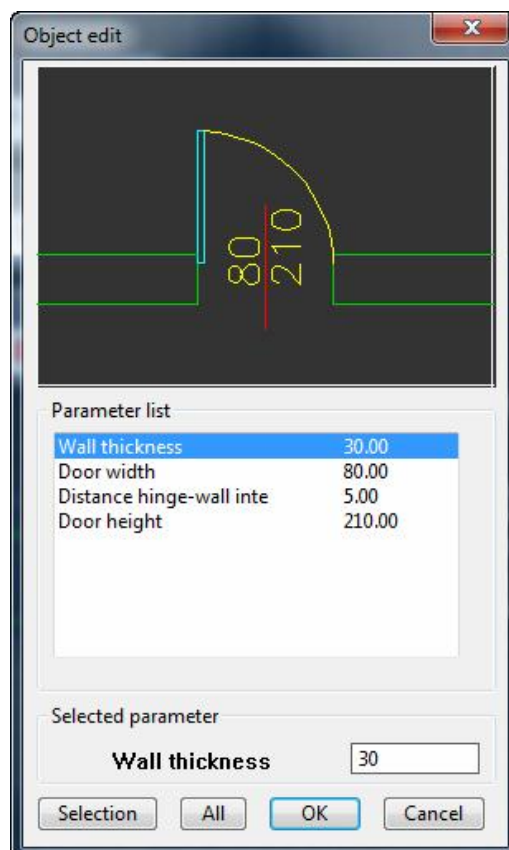 Object edit
80
210
Parameter list
Wall thickness 30.00
Door width 80.00
Distance hinge-wall inte 5.00
Door height 210.00
Selected parameter
Wall thickness 30
Selection All OK Cancel